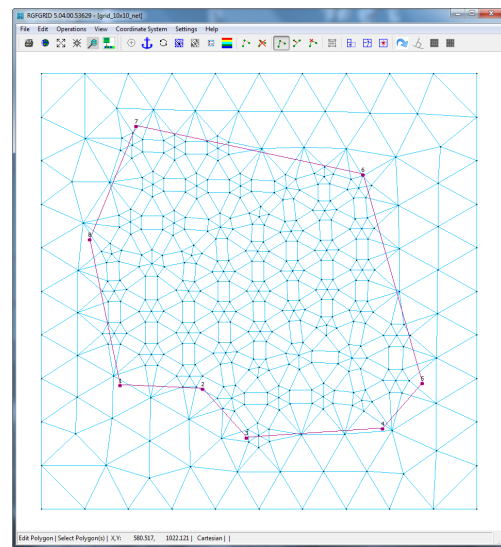 RGFGRID 5.04.00.53629 - [grid_10x10_net]
File Edit Operations View Coordinate System Settings Help
7
6
8
1
2
5
4
3
Edit Polygon | Select Polygon(s) | X,Y: 580.517, 1022.121 | Cartesian | |